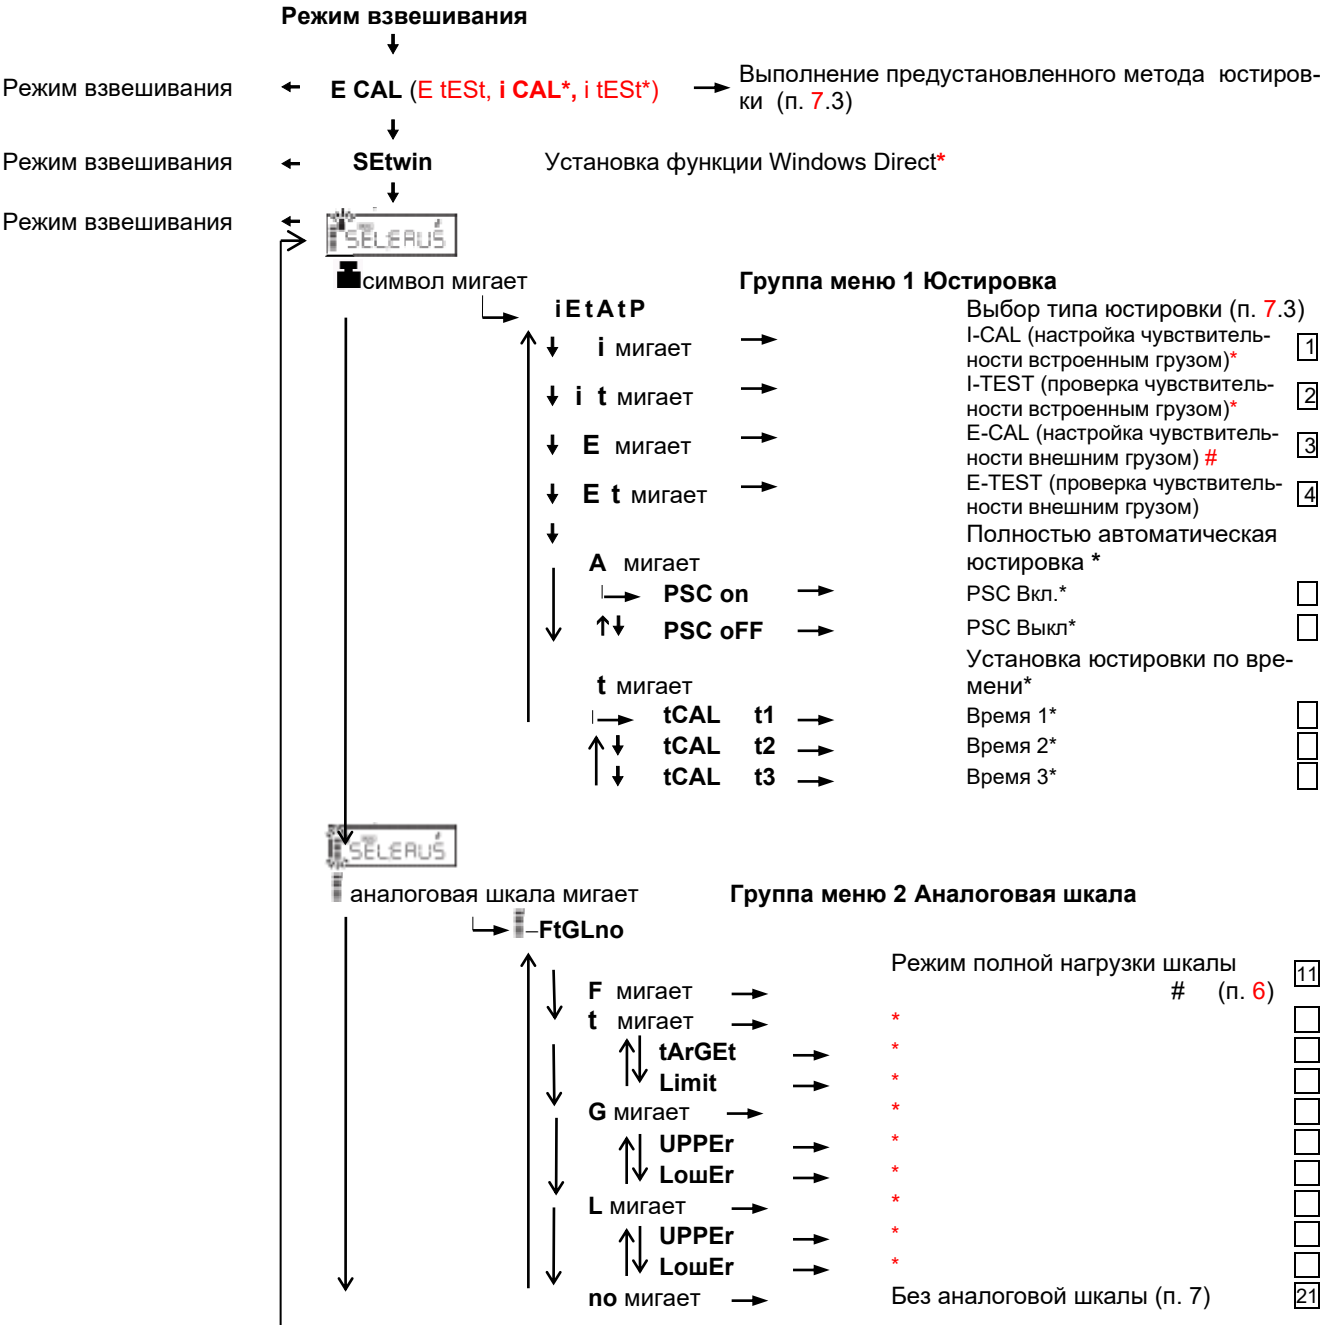 Режим взвешивания
Режим взвешивания E CAL (E tESt, i CAL*, i tESt*) Выполнение предустановленного метода юстиров-
ки (п. 7.3)
Режим взвешивания SEtwin Установка функции Windows Direct*
Режим взвешивания
SELERUS
символ мигает Группа меню 1 Юстировка
iEtAtP Выбор типа юстировки (п. 7.3)
i мигает I-CAL (настройка чувствитель-
ности встроенным грузом)* 1
i t мигает I-TEST (проверка чувствитель-
ности встроенным грузом)* 2
E мигает E-CAL (настройка чувствитель-
ности внешним грузом) # 3
E t мигает E-TEST (проверка чувствитель-
ности внешним грузом) 4
Полностью автоматическая
A мигает юстировка *
PSC on PSC Вкл.*
PSC oFF PSC Выкл*
Установка юстировки по вре-
t мигает мени*
tCAL t1 Время 1*
tCAL t2 Время 2*
tCAL t3 Время 3*
SELERUS
аналоговая шкала мигает Группа меню 2 Аналоговая шкала
–FtGLno
Режим полной нагрузки шкалы 11
F мигает # (п. 6)
t мигает *
tArGEt *
Limit *
G мигает *
UPPEr *
LoшEr *
L мигает *
UPPEr *
LoшEr *
no мигает Без аналоговой шкалы (п. 7) 21